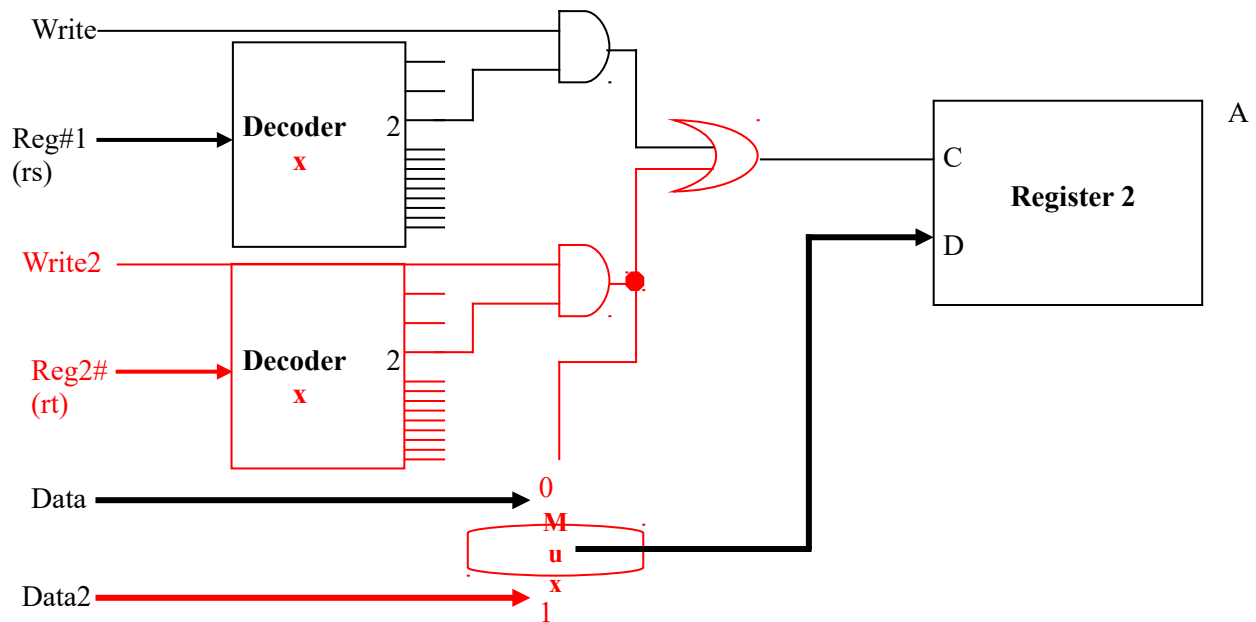 Write
A
Decoder 2
Reg#1
(rs)
x
C
Register 2
D
Write2
Decoder 2
Reg2#
(rt)
x
0
Data
M
u
x
Data2
1